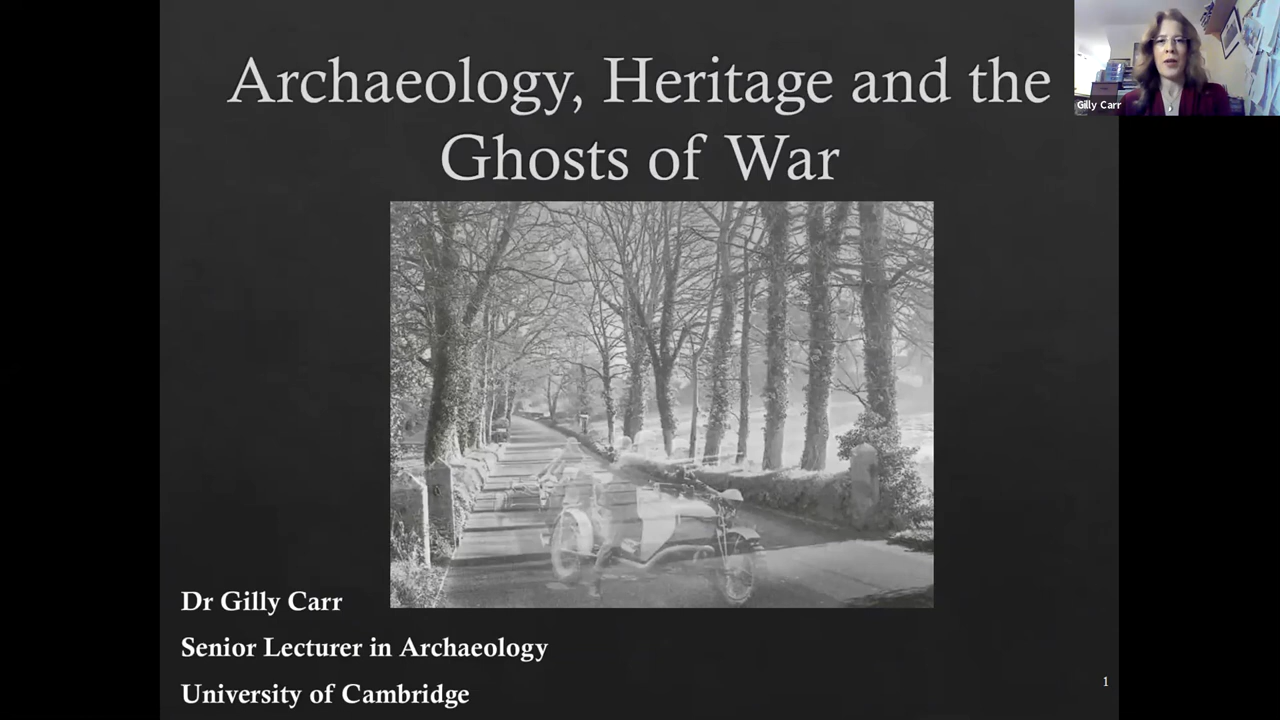 Archaeology, Heritage and the
Ghosts of War
Gilly Carr
Dr Gilly Carr
Senior Lecturer in Archaeology
University of Cambridge
1